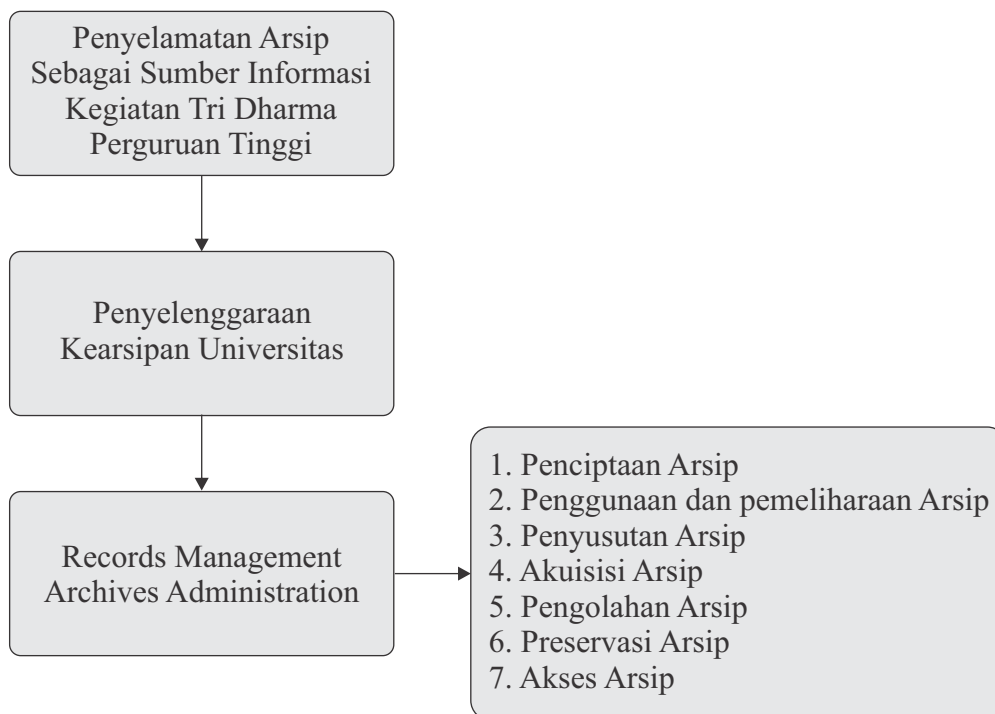 Penyelamatan Arsip
Sebagai Sumber Informasi
Kegiatan Tri Dharma
Perguruan Tinggi
Penyelenggaraan
Kearsipan Universitas
Records Management
Archives Administration
1. Penciptaan Arsip
2. Penggunaan dan pemeliharaan Arsip
3. Penyusutan Arsip
4. Akuisisi Arsip
5. Pengolahan Arsip
6. Preservasi Arsip
7. Akses Arsip